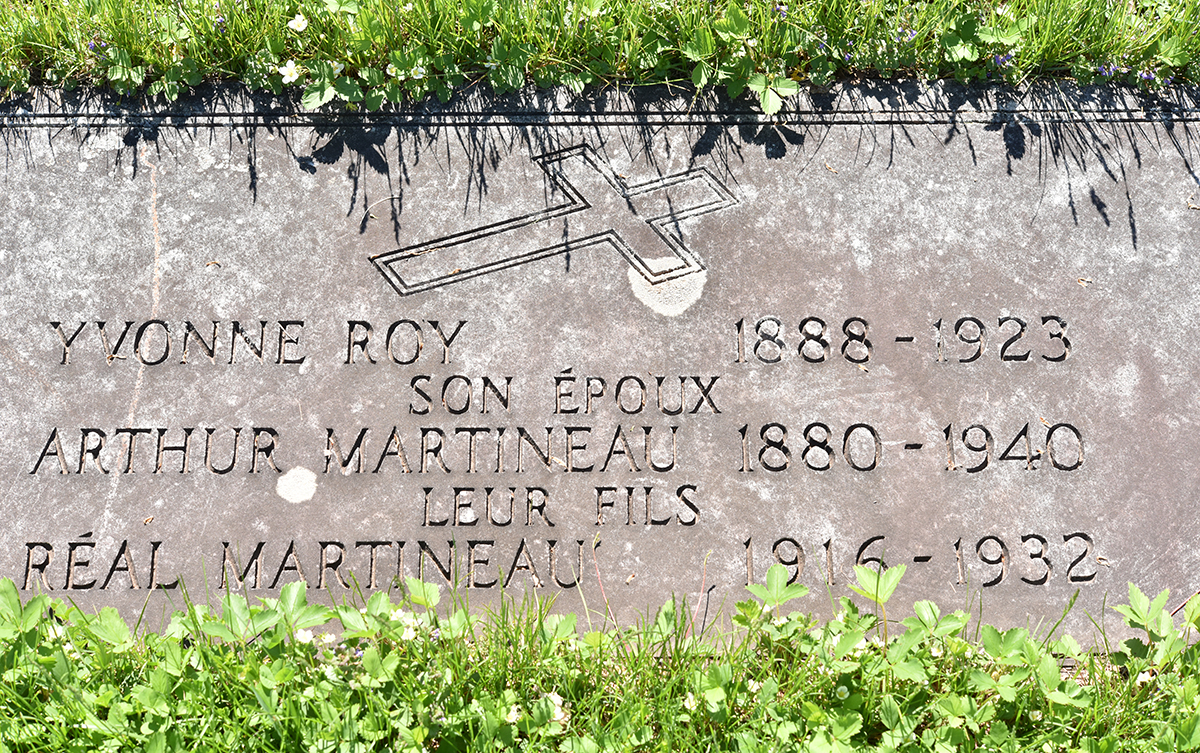 YVONNE ROY 1888 - 1923
SON ÉPOUX
ARTHUR MARTINEAU 1880 - 1940
LEUR FILS
RÉAL MARTINEAU 1916 - 1932